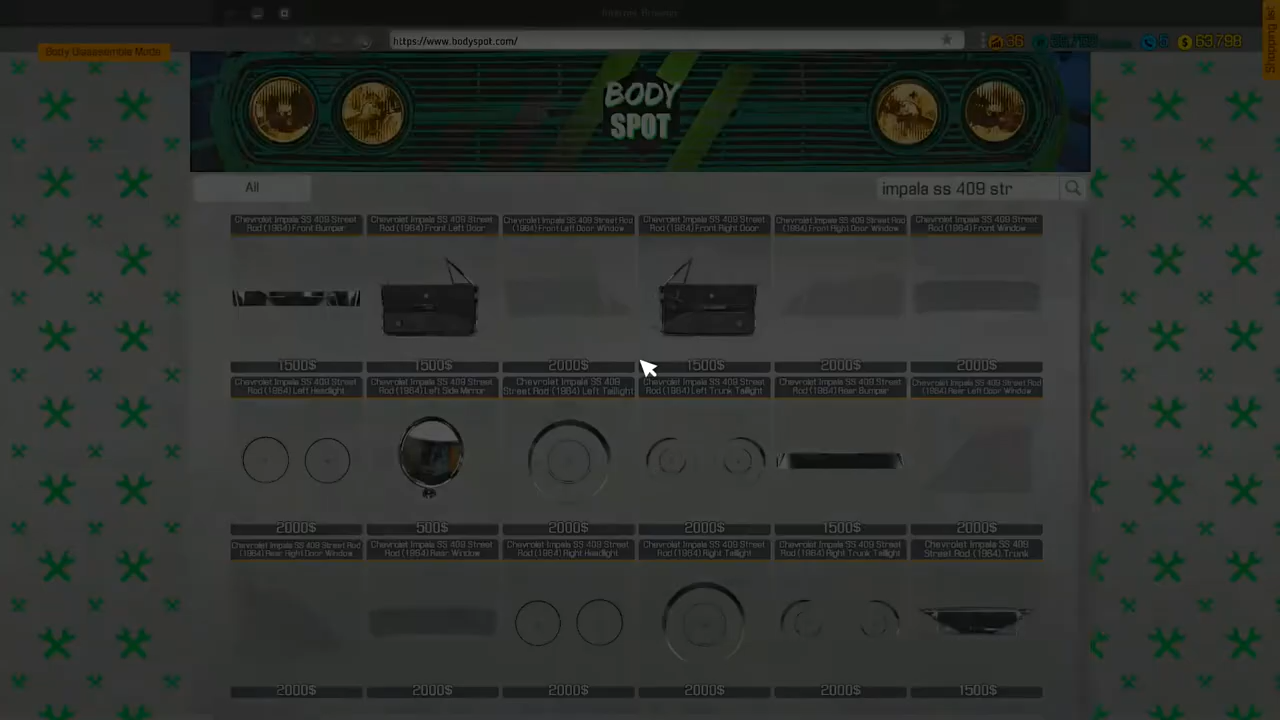 Internet Browser
https://www.bodyspot.com/
36
6
63,798
Shopping list
Body Disassemble Mode
BODY
SPOT
All
impala ss 409 str
Chevrolet Impala SS 409 Street
Rod (1964) Front Bumper
Chevrolet Impala SS 409 Street
Rod (1964) Front Left Door
Chevrolet Impala SS 409 Street Rod
(1964) Front Left Door Window
Chevrolet Impala SS 409 Street
Rod (1964) Front Right Door
Chevrolet Impala SS 409 Street Rod
(1964) Front Right Door Window
Chevrolet Impala SS 409 Street
Rod (1964) Front Window
1500$
1500$
2000$
1500$
2000$
2000$
Chevrolet Impala SS 409 Street
Rod (1964) Left Headlight
Chevrolet Impala SS 409 Street
Rod (1964) Left Side Mirror
Chevrolet Impala SS 409
Street Rod (1964) Left Taillight
Chevrolet Impala SS 409 Street
Rod (1964) Left Trunk Taillight
Chevrolet Impala SS 409 Street
Rod (1964) Rear Bumper
Chevrolet Impala SS 409 Street Rod
(1964) Rear Left Door Window
2000$
500$
2000$
2000$
1500$
2000$
Chevrolet Impala SS 409 Street Rod
(1964) Rear Right Door Window
Chevrolet Impala SS 409 Street
Rod (1964) Rear Window
Chevrolet Impala SS 409 Street
Rod (1964) Right Headlight
Chevrolet Impala SS 409 Street
Rod (1964) Right Taillight
Chevrolet Impala SS 409 Street
Rod (1964) Right Trunk Taillight
Chevrolet Impala SS 409
Street Rod (1964) Trunk
2000$
2000$
2000$
2000$
2000$
1500$